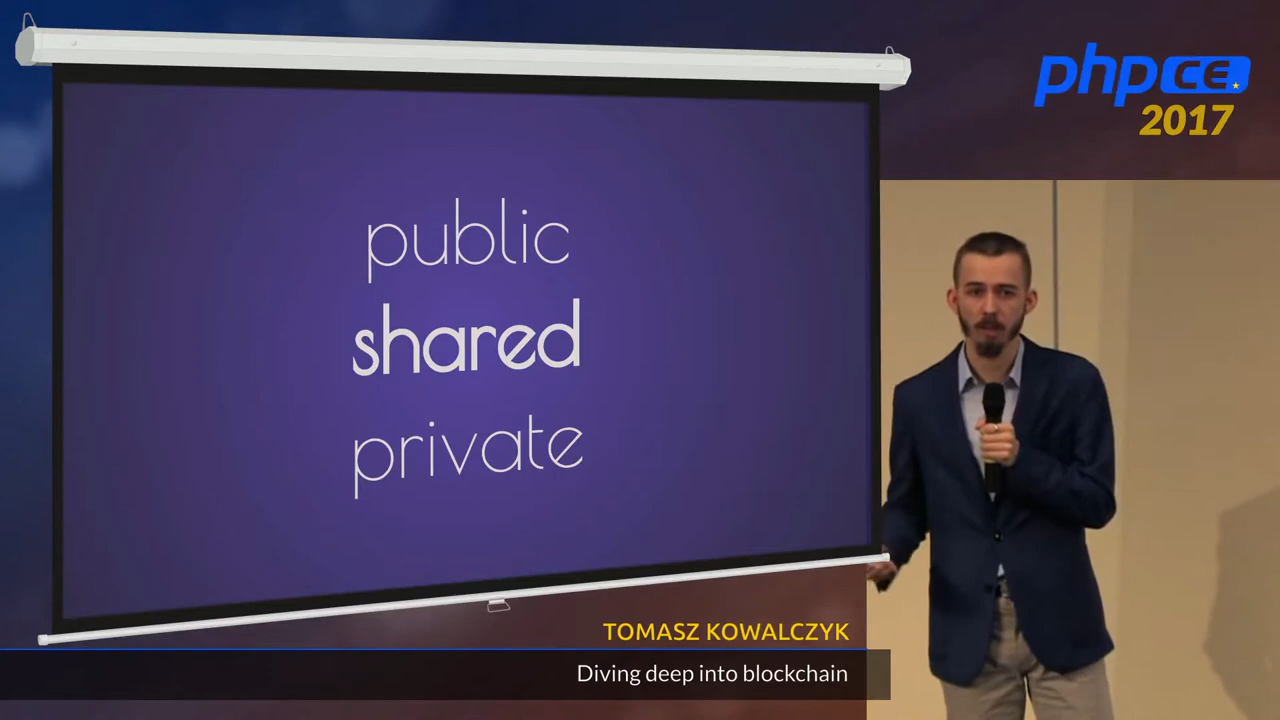 public
shared
private
phpCE
2017
TOMASZ KOWALCZYK
Diving deep into blockchain